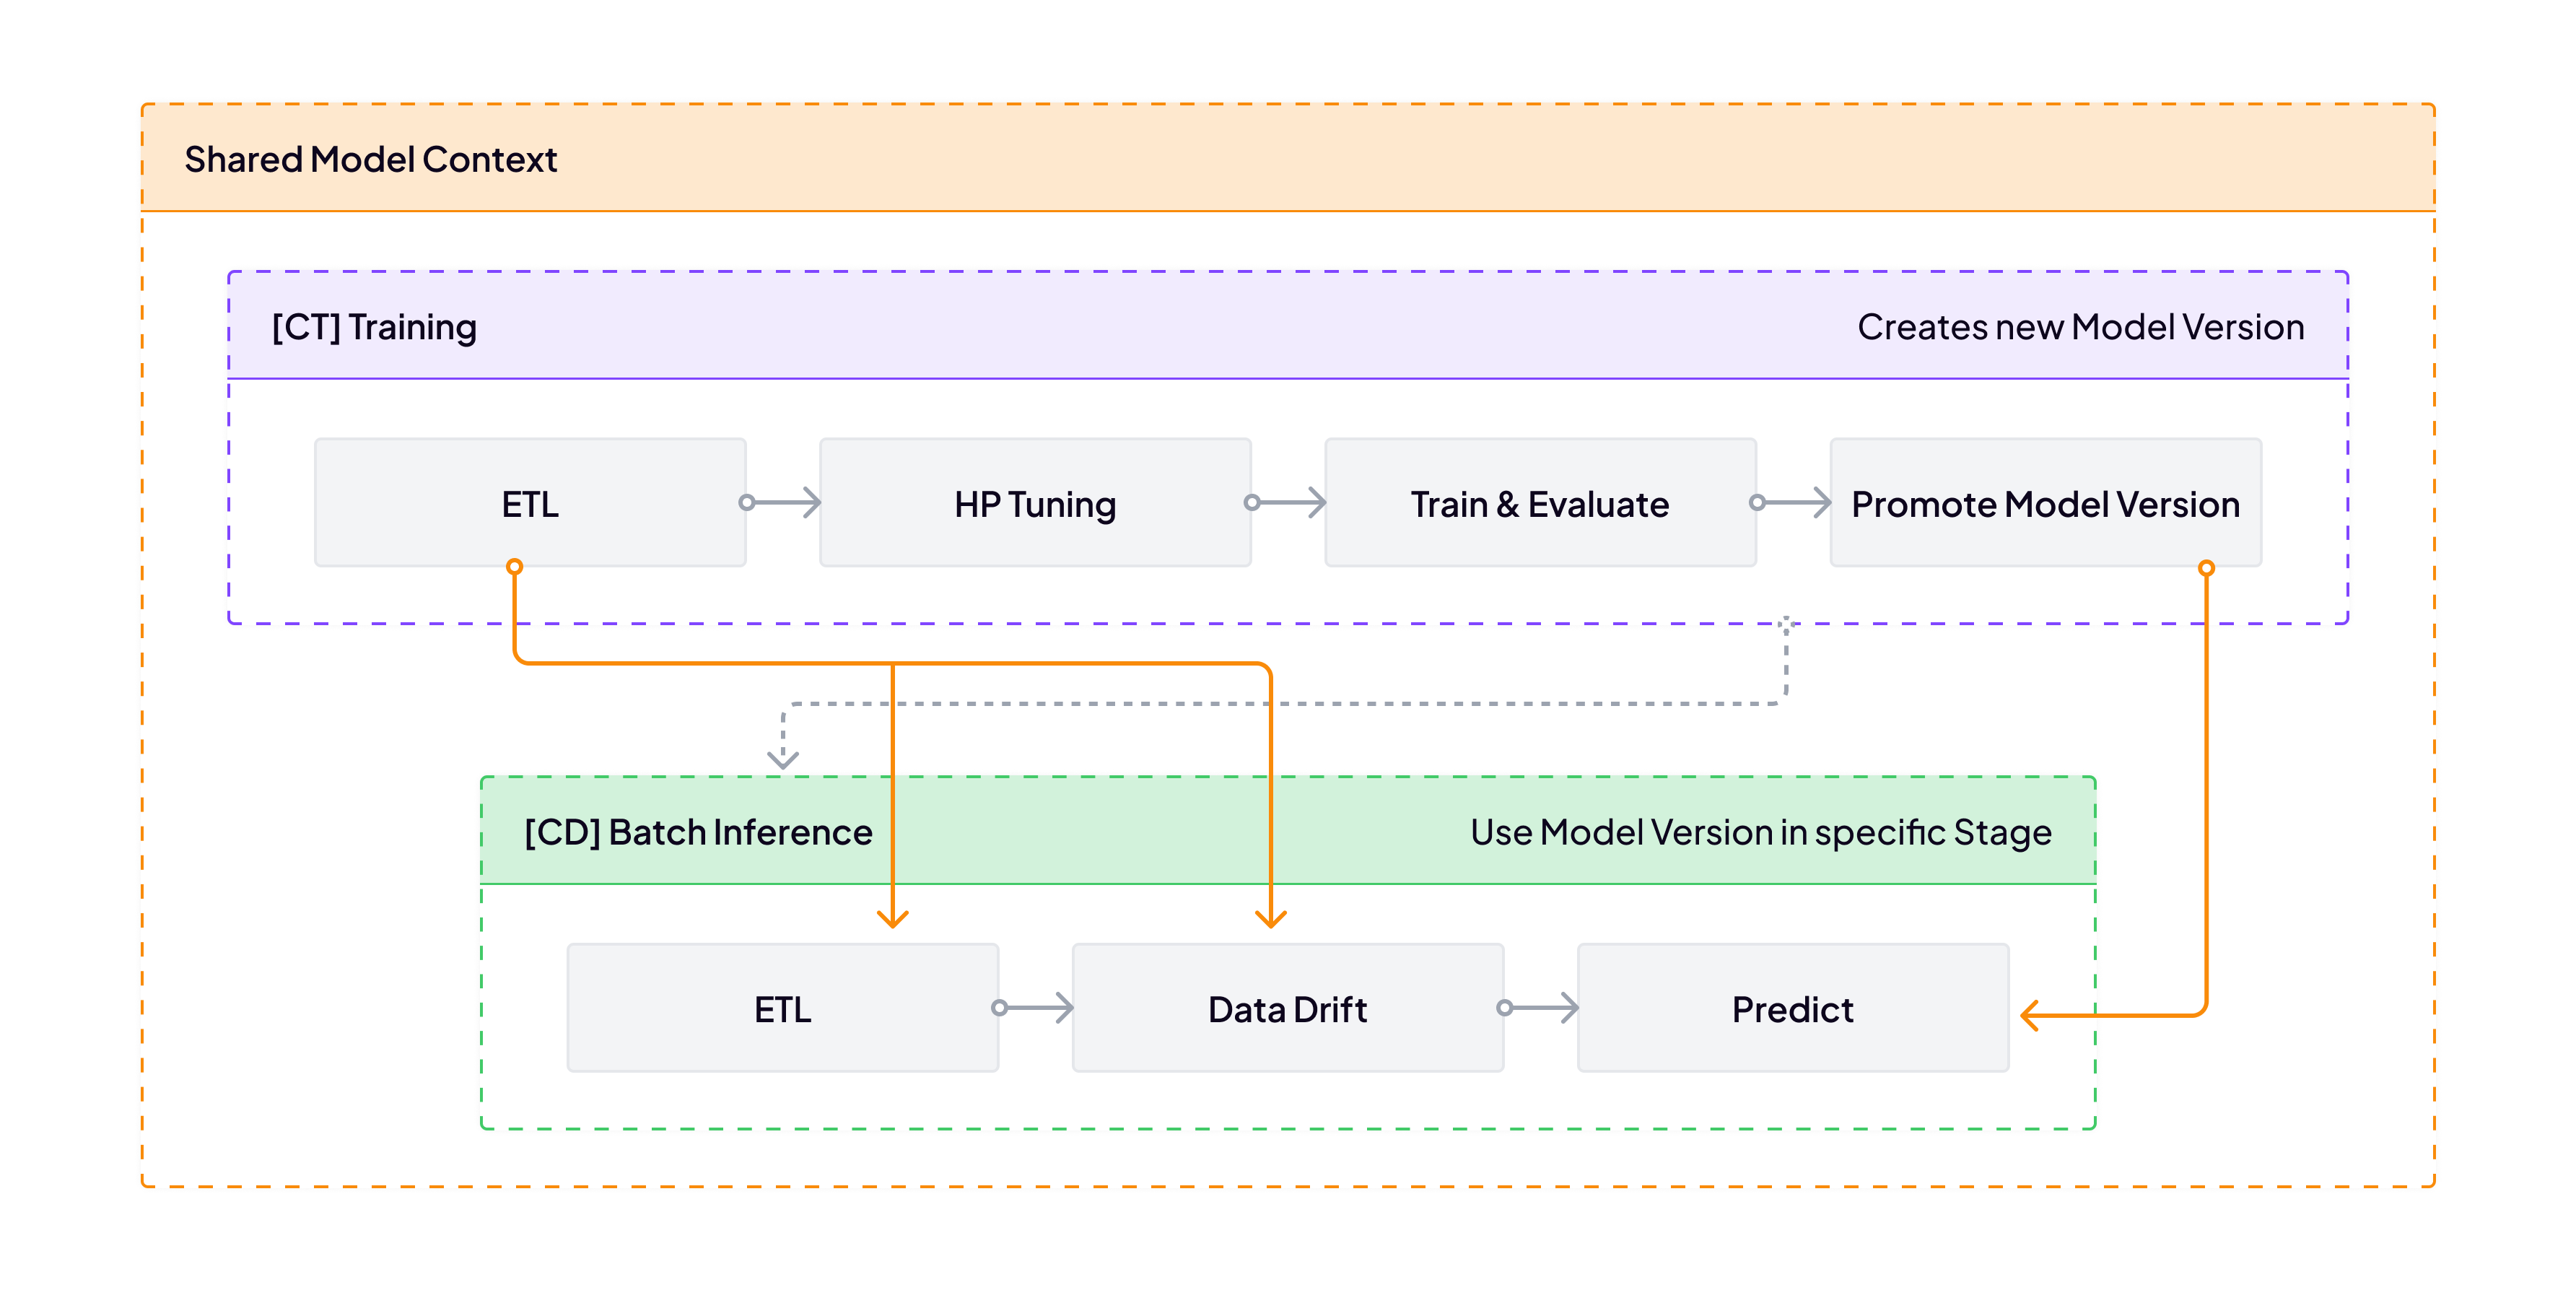 Shared Model Context
[CT] Training
Creates new Model Version
ETL
HP Tuning
Train & Evaluate
Promote Model Version
[CD] Batch Inference
Use Model Version in specific Stage
ETL
Data Drift
Predict